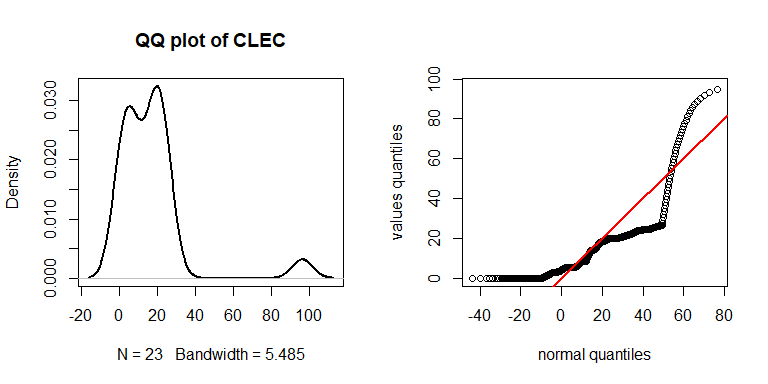 QQ plot of CLEC
Density
0.000 0.010 0.020 0.030
-20 0 20 40 60 80 100
N = 23 Bandwidth = 5.485
values quantiles
0 20 40 60 80 100
-40 -20 0 20 40 60 80
normal quantiles